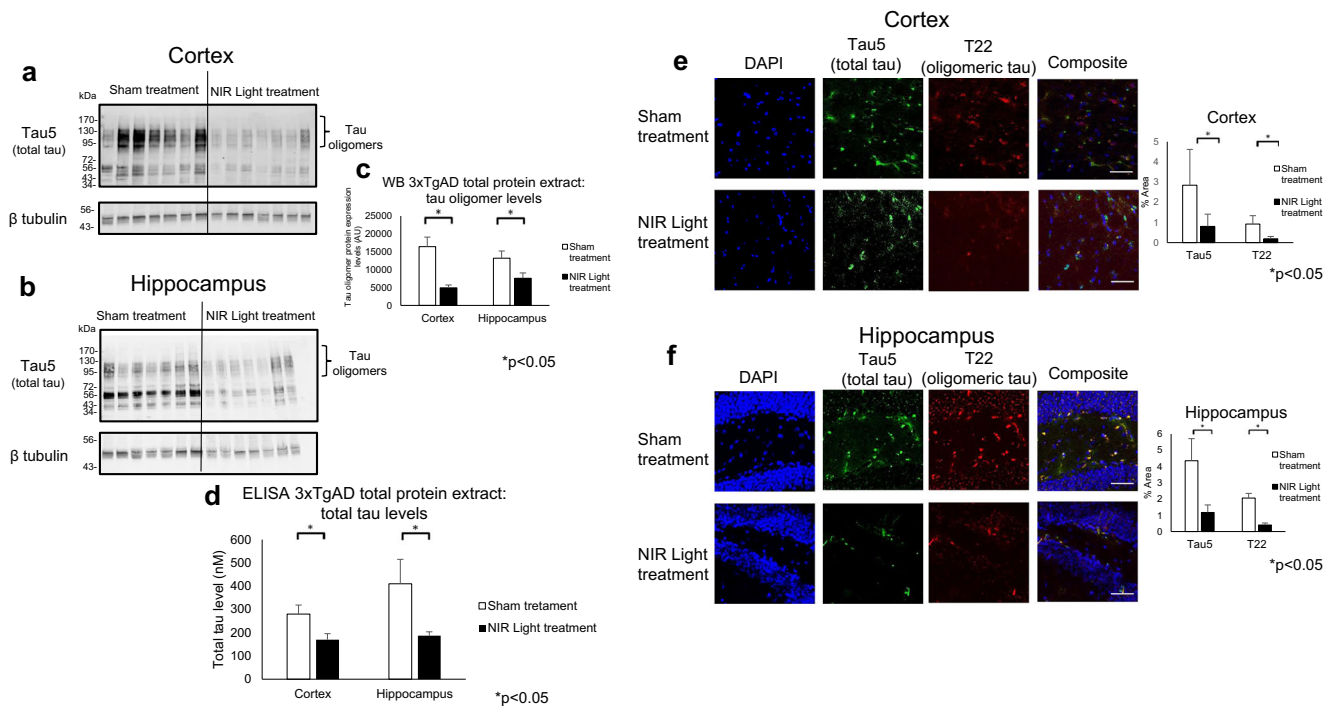 a
Cortex
kDa
Sham treatment
NIR Light treatment
170-
130-
95-
72-
56-
43-
34-
Tau5
(total tau)
Tau
oligomers
β tubulin
56-
43-
b
Hippocampus
kDa
Sham treatment
NIR Light treatment
170-
130-
95-
72-
56-
43-
34-
Tau5
(total tau)
Tau
oligomers
β tubulin
56-
43-
c
WB 3xTgAD total protein extract:
tau oligomer levels
Tau oligomer protein expression
levels (AU)
25000
20000
15000
10000
5000
0
*
*
Cortex
Hippocampus
Sham
treatment
NIR Light
treatment
*p<0.05
d
ELISA 3xTgAD total protein extract:
total tau levels
Total tau level (nM)
600
500
400
300
200
100
0
*
*
Cortex
Hippocampus
Sham tretament
NIR Light treatment
*p<0.05
e
Cortex
DAPI
Tau5
(total tau)
T22
(oligomeric tau)
Composite
Sham
treatment
NIR Light
treatment
Cortex
% Area
5
4
3
2
1
0
*
*
Tau5
T22
Sham
treatment
NIR Light
treatment
*p<0.05
f
Hippocampus
DAPI
Tau5
(total tau)
T22
(oligomeric tau)
Composite
Sham
treatment
NIR Light
treatment
Hippocampus
% Area
6
5
4
3
2
1
0
*
*
Tau5
T22
Sham
treatment
NIR Light
treatment
*p<0.05